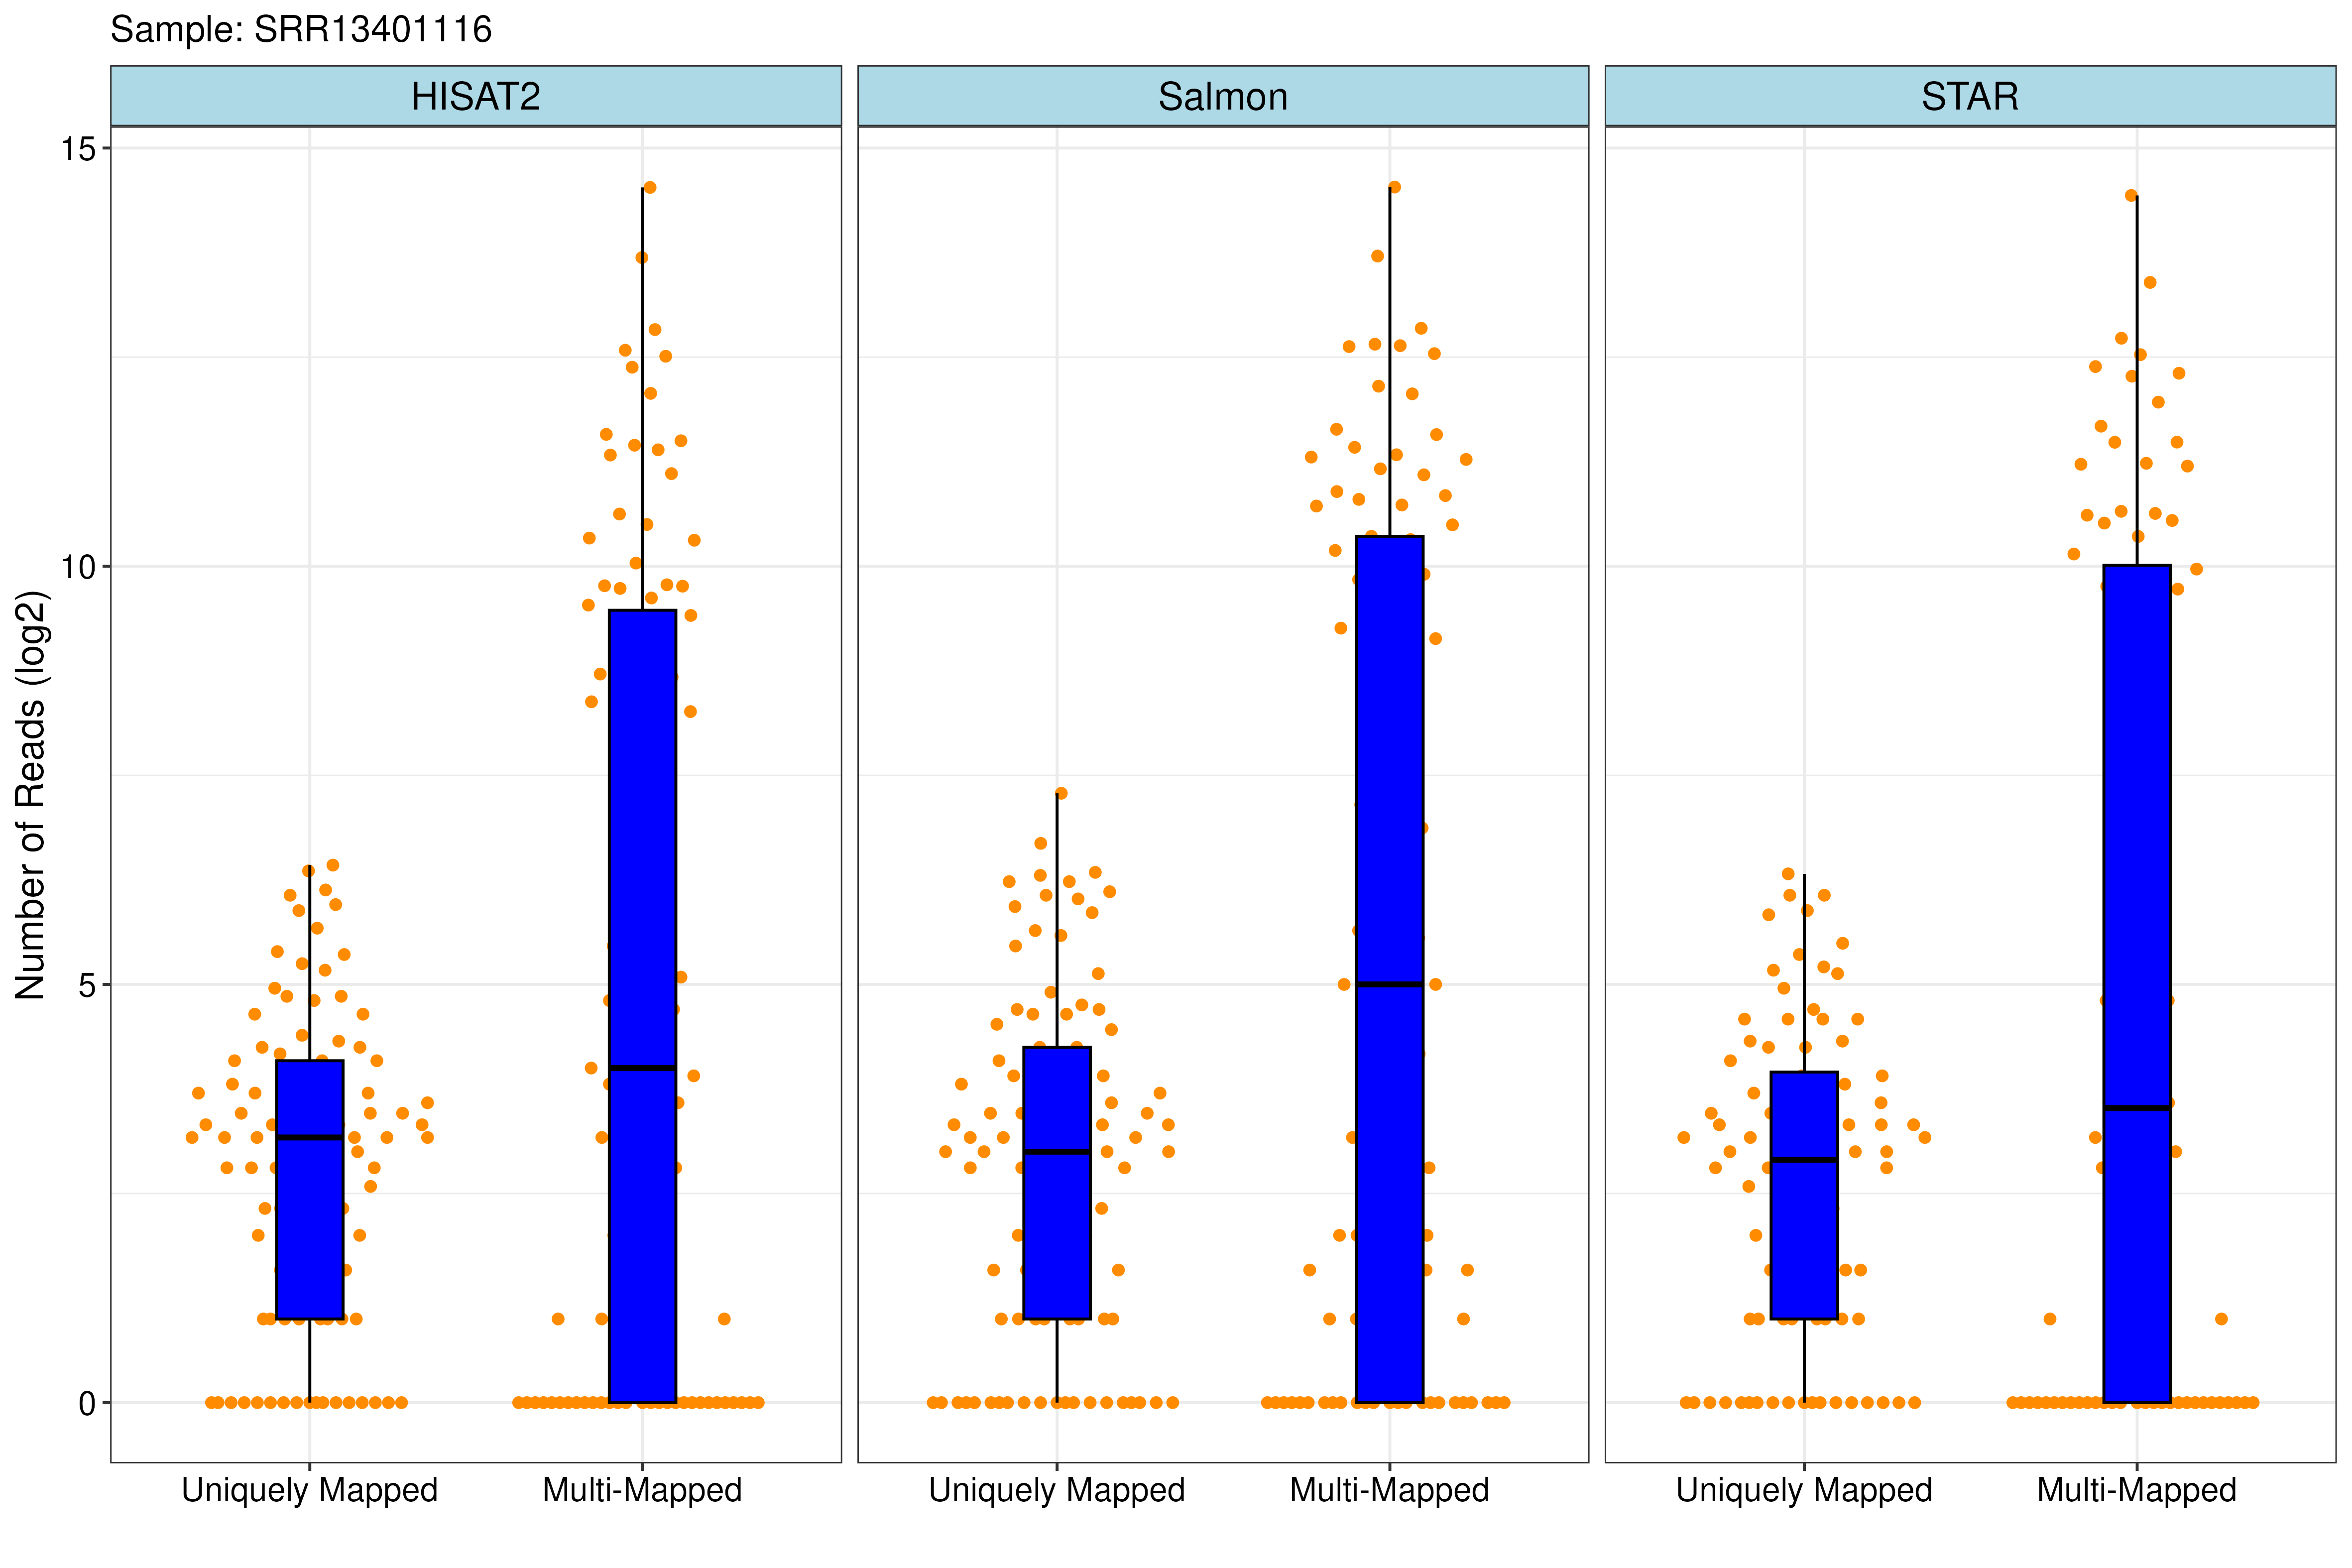 Sample: SRR13401116
HISAT2
Salmon
STAR
Number of Reads (log2)
15
10
5
0
Uniquely Mapped
Multi-Mapped
Uniquely Mapped
Multi-Mapped
Uniquely Mapped
Multi-Mapped